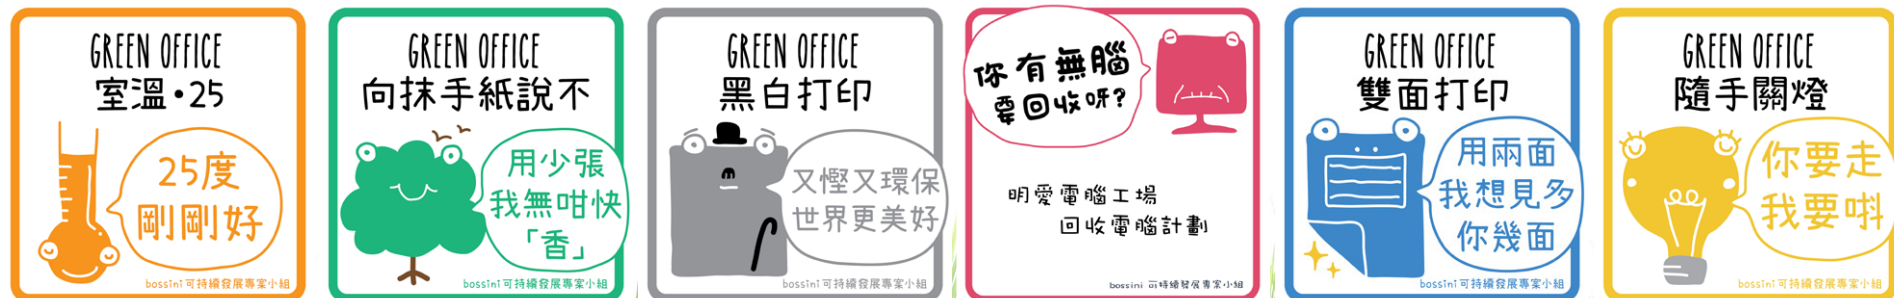 GREEN OFFICE
室溫•25
25度
剛剛好
bossini可持續發展專案小組
GREEN OFFICE
向抹手紙說不
用少張
我無咁快
「香」
bossini可持續發展專案小組
GREEN OFFICE
黑白打印
又慳又環保
世界更美好
bossini可持續發展專案小組
你有無腦
要回收呀?
明愛電腦工場
回收電腦計劃
bossini 可持續發展專案小組
GREEN OFFICE
雙面打印
用兩面
我想見多
你幾面
bossini可持續發展專案小組
GREEN OFFICE
隨手關燈
你要走
我要唞
bossini可持續發展專案小組